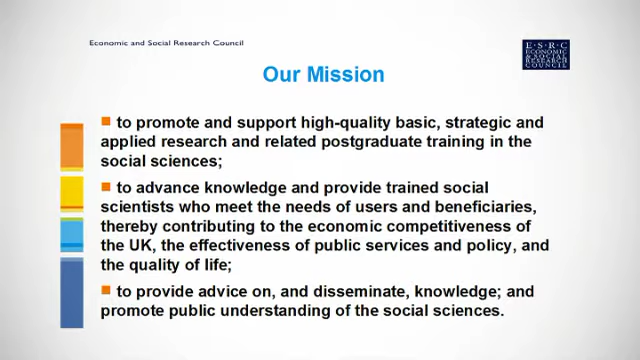 Economic and Social Research Council
E·S·R·C
ECONOMIC
& SOCIAL
RESEARCH
COUNCIL
Our Mission
to promote and support high-quality basic, strategic and
applied research and related postgraduate training in the
social sciences;
to advance knowledge and provide trained social
scientists who meet the needs of users and beneficiaries,
thereby contributing to the economic competitiveness of
the UK, the effectiveness of public services and policy, and
the quality of life;
to provide advice on, and disseminate, knowledge; and
promote public understanding of the social sciences.